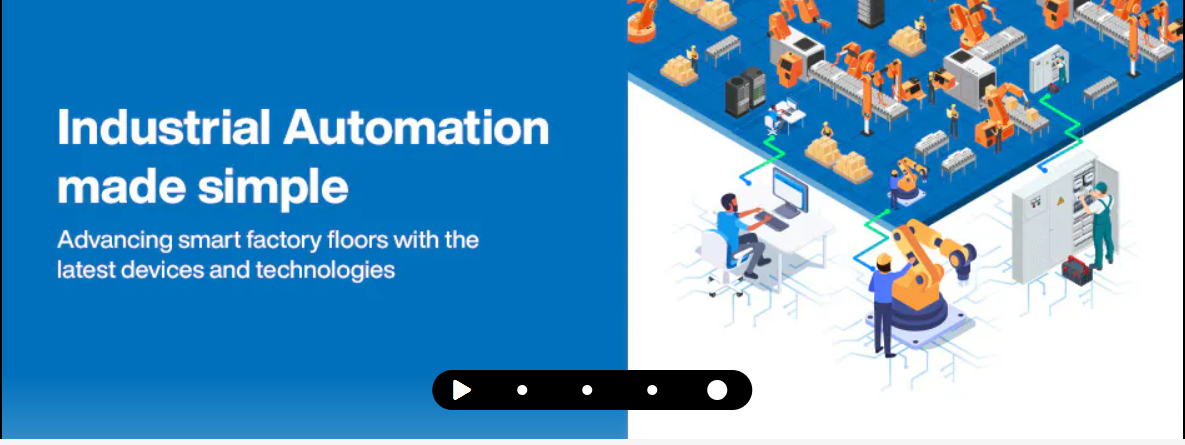 Industrial Automation
made simple
Advancing smart factory floors with the
latest devices and technologies